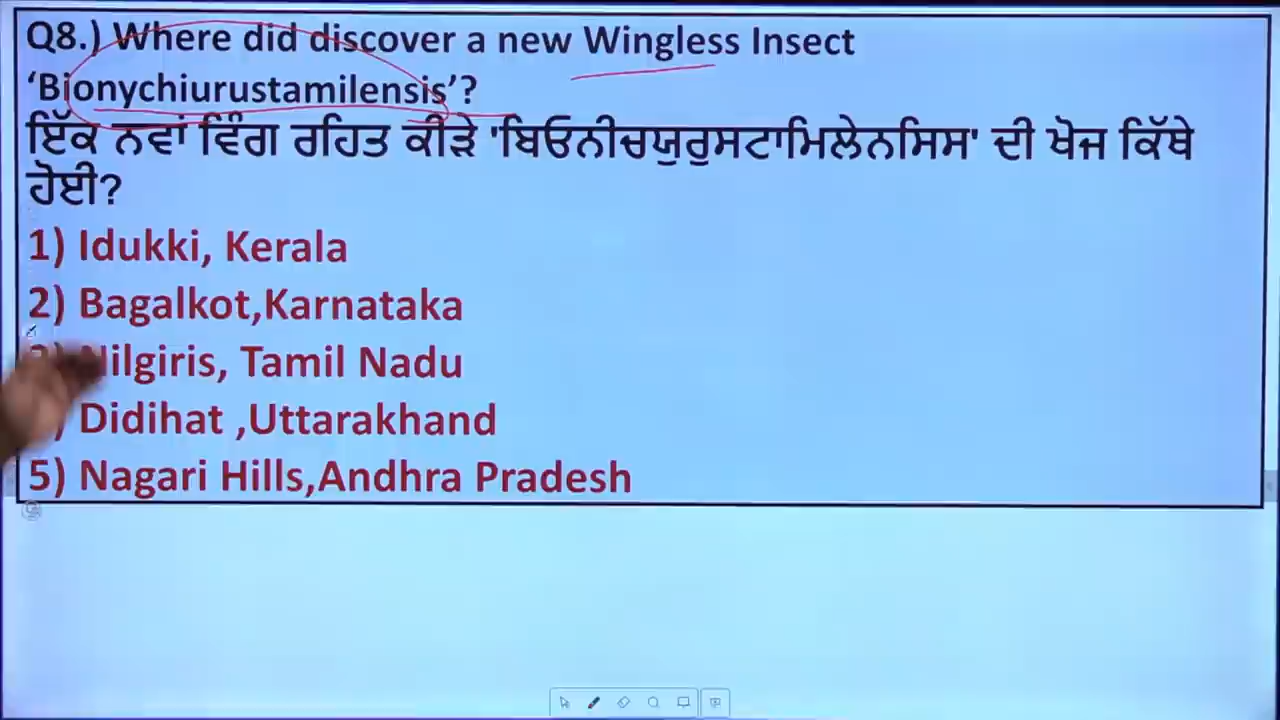 Q8.) Where did discover a new Wingless Insect
‘Bionychiurustamilensis’?
ਇੱਕ ਨਵਾਂ ਵਿੰਗ ਰਹਿਤ ਕੀੜੇ 'ਬਿਓਨੀਚਯੁਰੁਸਟਾਮਿਲੇਨਸਿਸ' ਦੀ ਖੋਜ ਕਿੱਥੇ
ਹੋਈ?
1) Idukki, Kerala
2) Bagalkot,Karnataka
Nilgiris, Tamil Nadu
) Didihat ,Uttarakhand
5) Nagari Hills,Andhra Pradesh